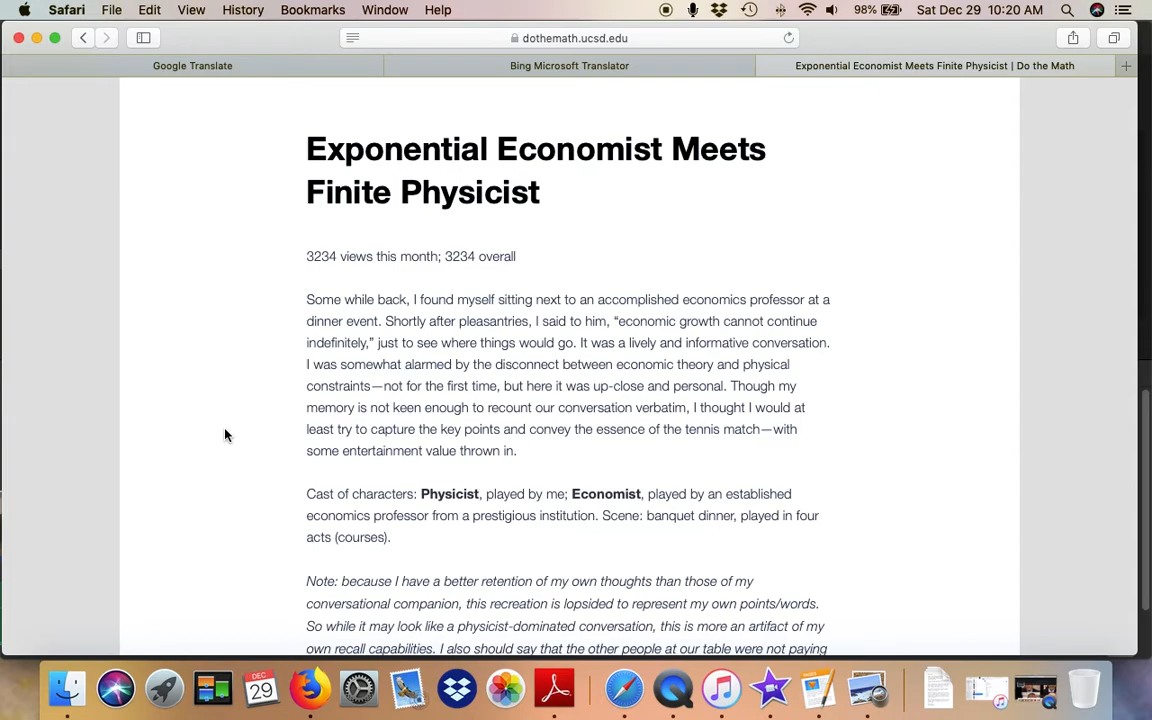 Safari File Edit View History Bookmarks Window Help 98% Sat Dec 29 10:20 AM
dothemath.ucsd.edu
Google Translate Bing Microsoft Translator Exponential Economist Meets Finite Physicist | Do the Math
Exponential Economist Meets
Finite Physicist
3234 views this month; 3234 overall
Some while back, I found myself sitting next to an accomplished economics professor at a
dinner event. Shortly after pleasantries, I said to him, “economic growth cannot continue
indefinitely,” just to see where things would go. It was a lively and informative conversation.
I was somewhat alarmed by the disconnect between economic theory and physical
constraints—not for the first time, but here it was up-close and personal. Though my
memory is not keen enough to recount our conversation verbatim, I thought I would at
least try to capture the key points and convey the essence of the tennis match—with
some entertainment value thrown in.
Cast of characters: Physicist, played by me; Economist, played by an established
economics professor from a prestigious institution. Scene: banquet dinner, played in four
acts (courses).
Note: because I have a better retention of my own thoughts than those of my
conversational companion, this recreation is lopsided to represent my own points/words.
So while it may look like a physicist-dominated conversation, this is more an artifact of my
own recall capabilities. I also should say that the other people at our table were not paying
DEC
29